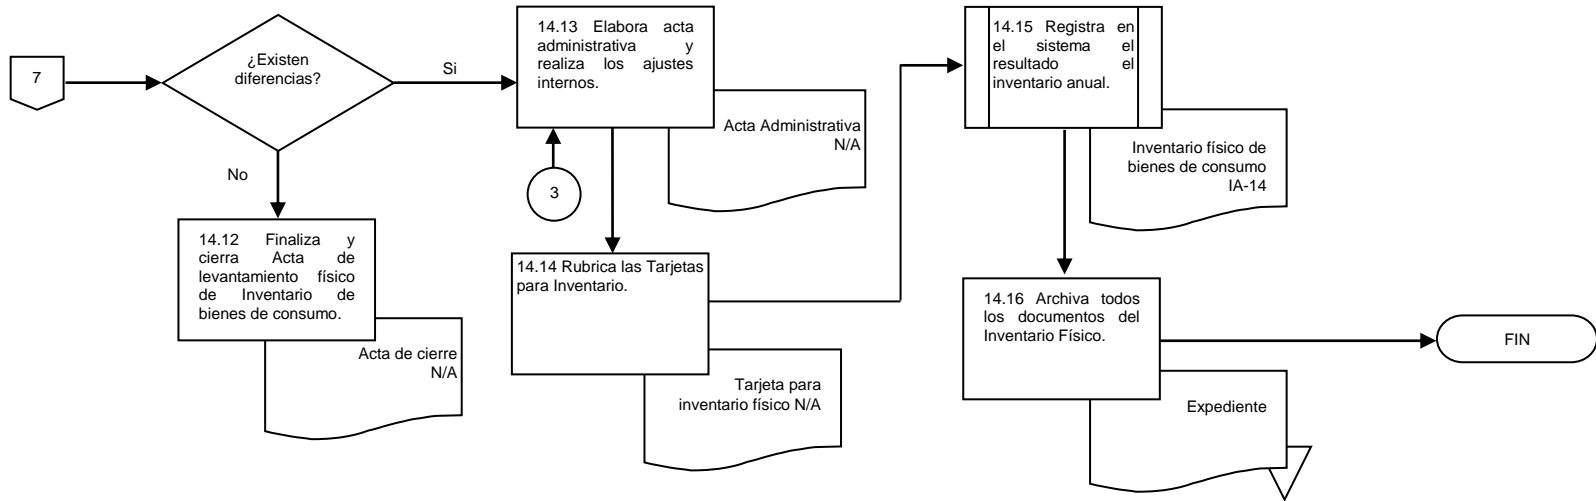 7
¿Existen
diferencias?
Si
No
14.12 Finaliza y
cierra Acta de
levantamiento físico
de Inventario de
bienes de consumo.
Acta de cierre
N/A
14.13 Elabora acta
administrativa y
realiza los ajustes
internos.
Acta Administrativa
N/A
3
14.14 Rubrica las Tarjetas
para Inventario.
Tarjeta para
inventario físico N/A
14.15 Registra en
el sistema el
resultado el
inventario anual.
Inventario físico de
bienes de consumo
IA-14
14.16 Archiva todos
los documentos del
Inventario Físico.
Expediente
FIN